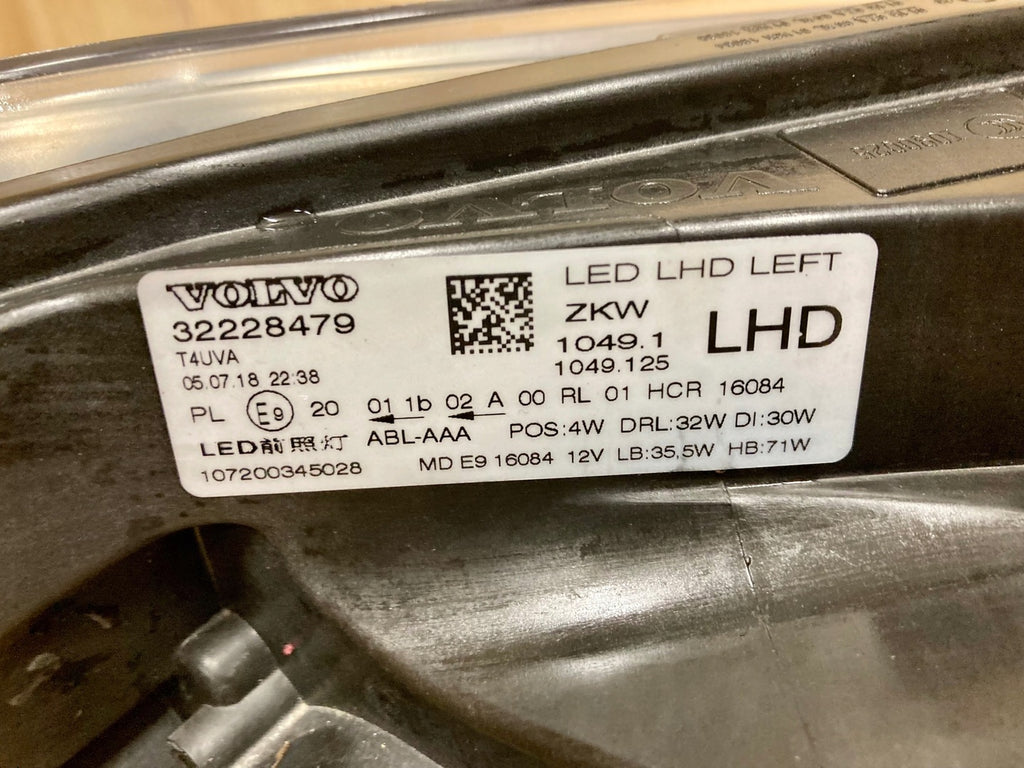 VOLVO
VOLVO
32228479
T4UVA
05.07.18 22:38
LED LHD LEFT
ZKW
1049.1
1049.125
LHD
PL E9 20 01 1b 02 A 00 RL 01 HCR 16084
LED前照灯 ABL-AAA POS:4W DRL:32W DI:30W
107200345028 MD E9 16084 12V LB:35,5W HB:71W